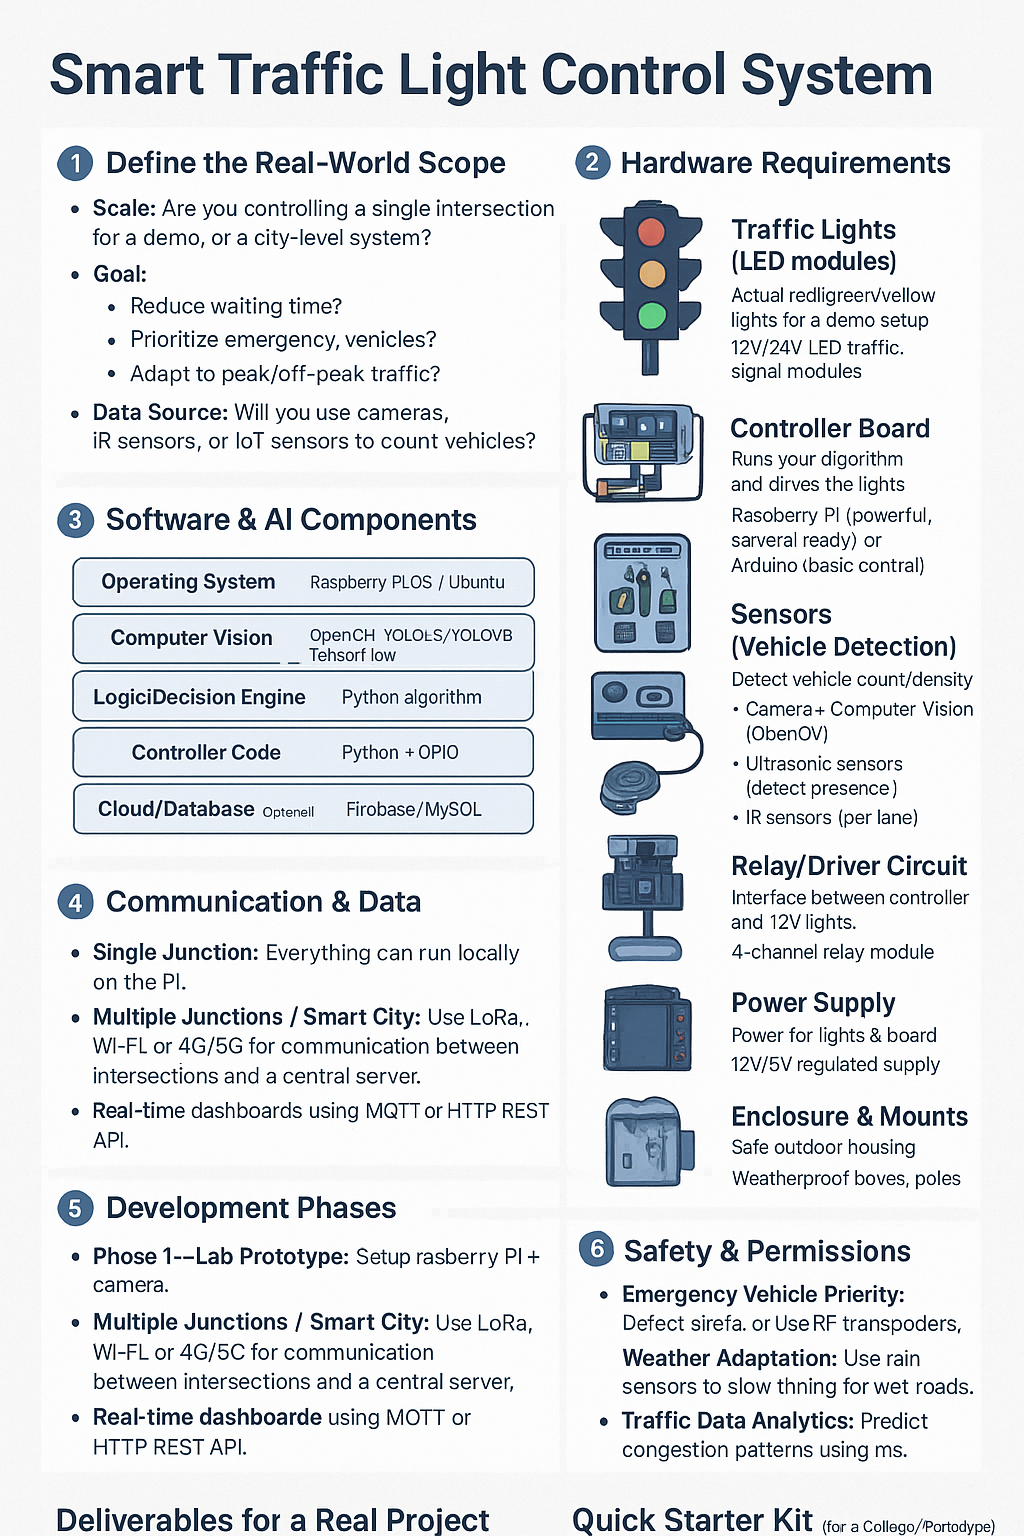 Smart Traffic Light Control System
1 Define the Real-World Scope
• Scale: Are you controlling a single intersection
for a demo, or a city-level system?
• Goal:
• Reduce waiting time?
• Prioritize emergency, venicles?
• Adapt to peak/off-peak traffic?
• Data Source: Will you use cameras,
iR sensors, or IoT sensors to count vehicles?
3 Software & AI Components
Operating System Raspberry PLOS / Ubuntu
Computer Vision OpenCH YOLOLS/YOLOVB
Tehsorf low
LogiciDecision Engine Python algorithm
Controller Code Python + OPIO
Cloud/Database Optenell Firobase/MySOL
4 Communication & Data
• Single Junction: Everything can run locally
on the PI.
• Multiple Junctions / Smart City: Use LoRa,.
WI-FL or 4G/5G for communication between
intersections and a central server.
• Real-time dashboards using MQTT or HTTP REST
API.
5 Development Phases
• Phase 1--Lab Prototype: Setup rasberry PI +
camera.
• Multiple Junctions / Smart City: Use LoRa,
WI-FL or 4G/5C for communication
between intersections and a central server,
• Real-time dashboarde using MOTT or
HTTP REST API.
Deliverables for a Real Project
2 Hardware Requirements
Traffic Lights
(LED modules)
Actual redligreerv/vellow
lights for a demo setup
12V/24V LED traffic.
signal modules
Controller Board
Runs your digorithm
and dirves the lights
Rasoberry PI (powerful,
sarveral ready) or
Arduino (basic contral)
Sensors
(Vehicle Detection)
Detect vehicle count/density
• Camera+ Computer Vision
(ObenOV)
• Ultrasonic sensors
(detect presence)
• IR sensors (per lane)
Relay/Driver Circuit
Interface between controller
and 12V lights.
4-channel relay module
Power Supply
Power for lights & board
12V/5V regulated supply
Enclosure & Mounts
Safe outdoor housing
Weatherproof boves, poles
6 Safety & Permissions
• Emergency Vehicle Prierity:
Defect sirefa. or Use RF transpoders,
Weather Adaptation: Use rain
sensors to slow thning for wet roads.
• Traffic Data Analytics: Predict
congestion patterns using ms.
Quick Starter Kit (for a Collego//Portodype)